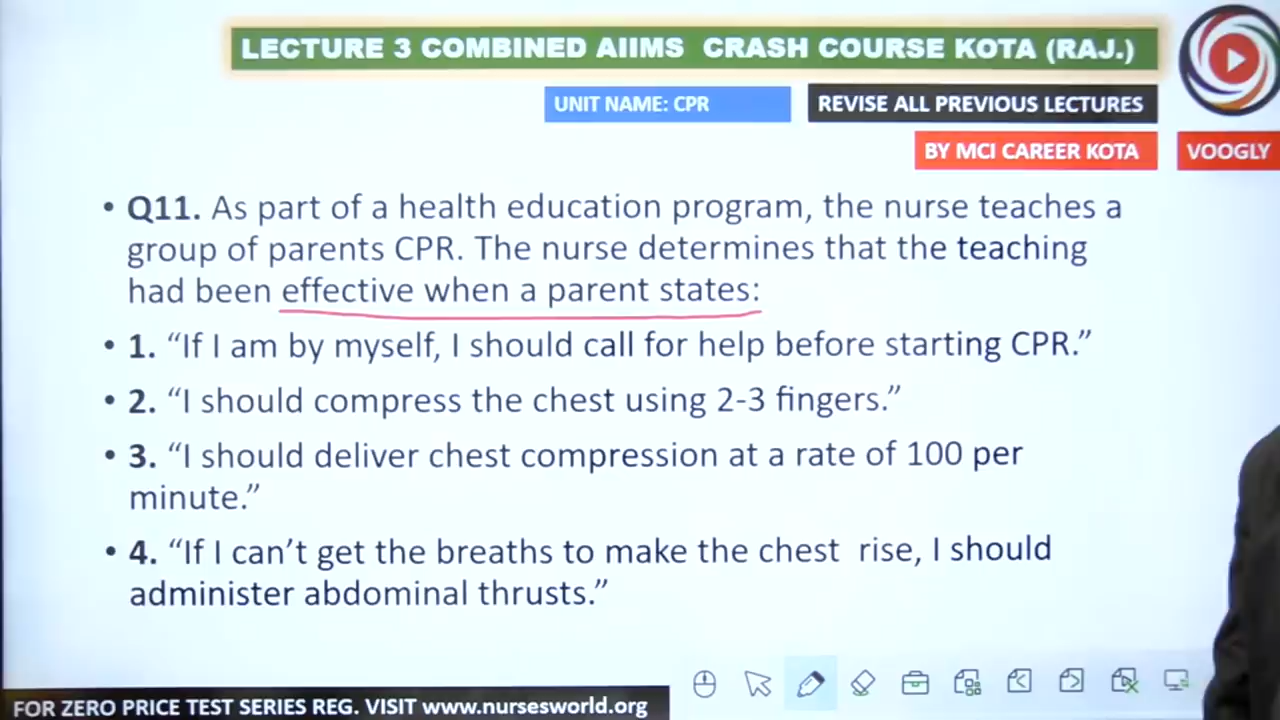 LECTURE 3 COMBINED AIIMS CRASH COURSE KOTA (RAJ.)
UNIT NAME: CPR
REVISE ALL PREVIOUS LECTURES
BY MCI CAREER KOTA
VOOGLY
• Q11. As part of a health education program, the nurse teaches a
group of parents CPR. The nurse determines that the teaching
had been effective when a parent states:
• 1. “If I am by myself, I should call for help before starting CPR.”
• 2. “I should compress the chest using 2-3 fingers.”
• 3. “I should deliver chest compression at a rate of 100 per
minute.”
• 4. “If I can’t get the breaths to make the chest rise, I should
administer abdominal thrusts.”
FOR ZERO PRICE TEST SERIES REG. VISIT www.nursesworld.org